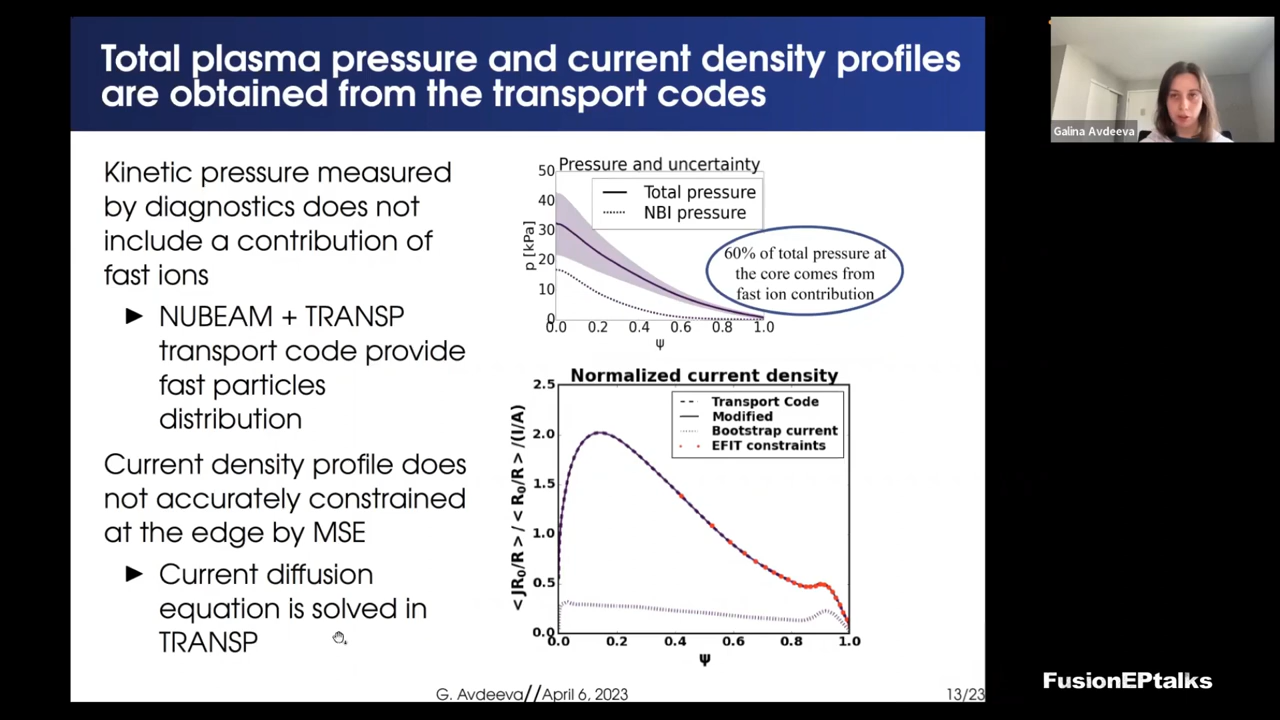 Total plasma pressure and current density profiles
are obtained from the transport codes
Galina Avdeeva
Kinetic pressure measured
by diagnostics does not
include a contribution of
fast ions
► NUBEAM + TRANSP
transport code provide
fast particles
distribution
Current density profile does
not accurately constrained
at the edge by MSE
► Current diffusion
equation is solved in
TRANSP
Pressure and uncertainty
Total pressure
NBI pressure
p [kPa]
50
40
30
20
10
0
0.0 0.2 0.4 0.6 0.8 1.0
ψ
60% of total pressure at
the core comes from
fast ion contribution
Normalized current density
Transport Code
Modified
Bootstrap current
EFIT constraints
< JR₀/R > / < R₀/R > /(I/A)
2.5
2.0
1.5
1.0
0.5
0.0
0.0 0.2 0.4 0.6 0.8 1.0
ψ
G. Avdeeva//April 6, 2023
13/23
FusionEPtalks